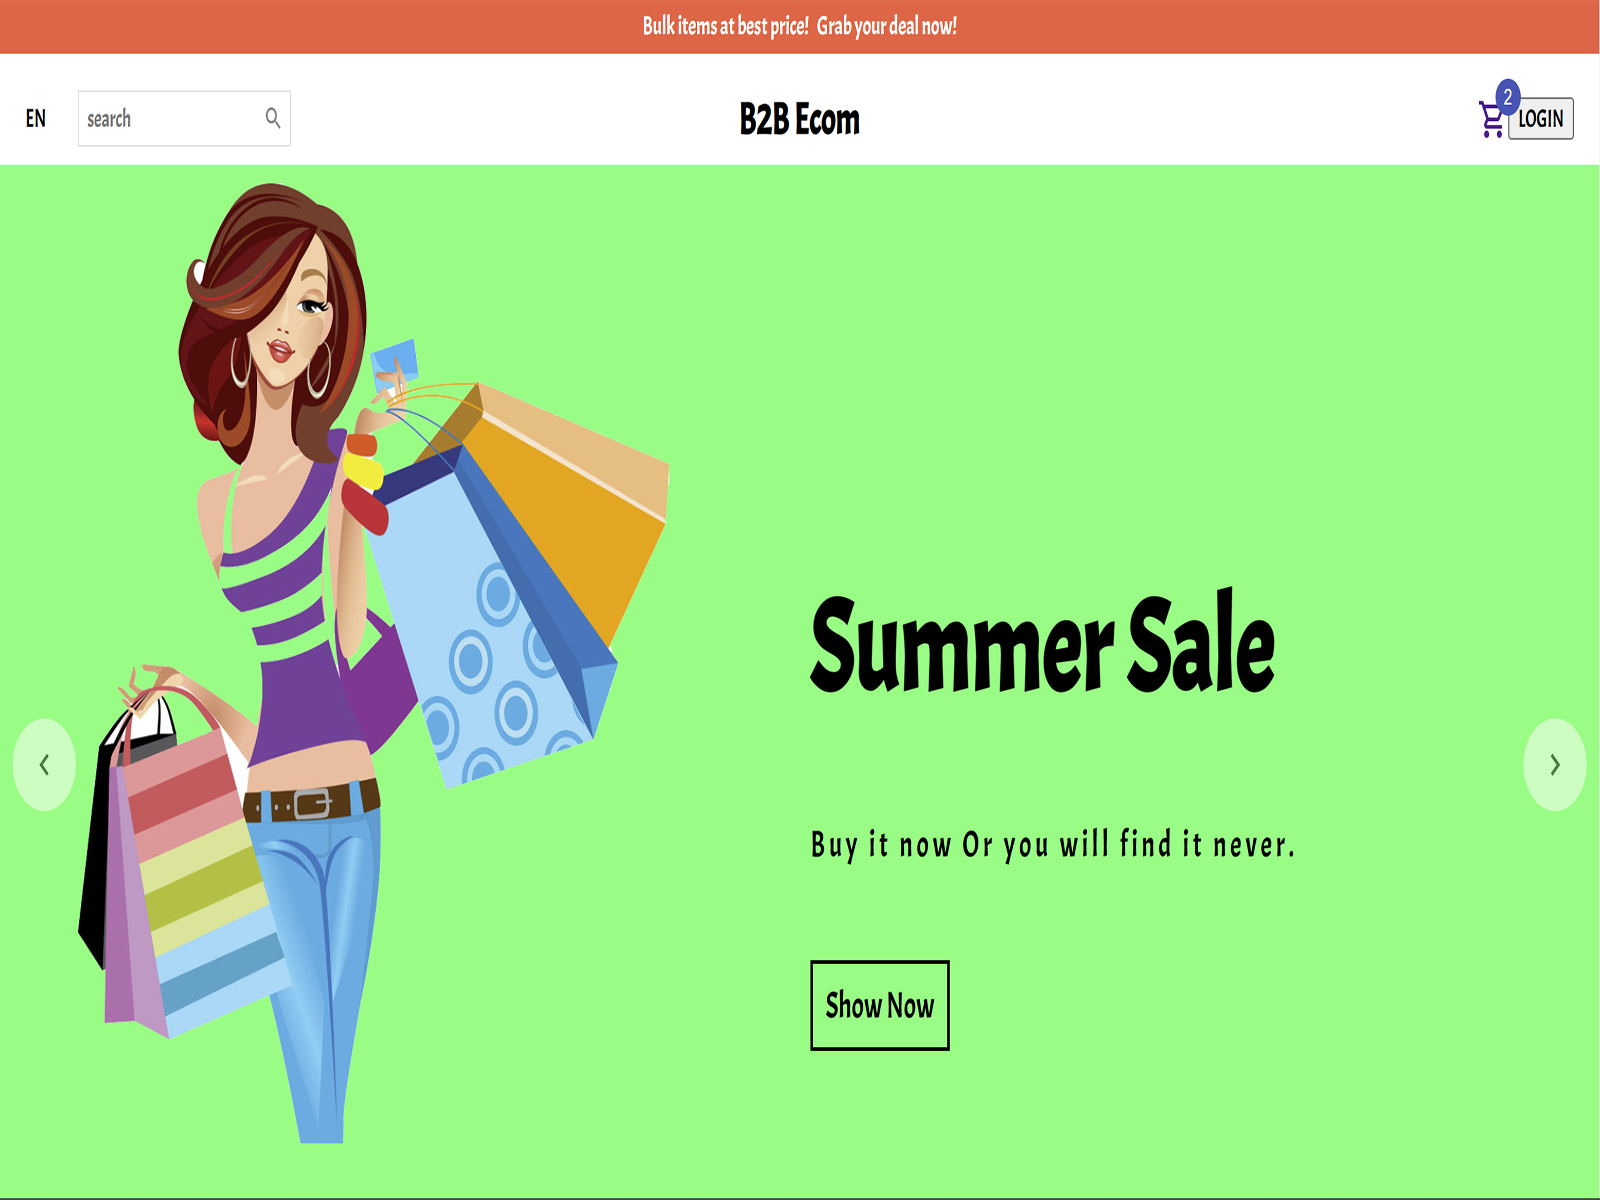 Bulk items at best price! Grab your deal now!
EN
search
B2B Ecom
2
LOGIN
Summer Sale
Buy it now Or you will find it never.
Show Now